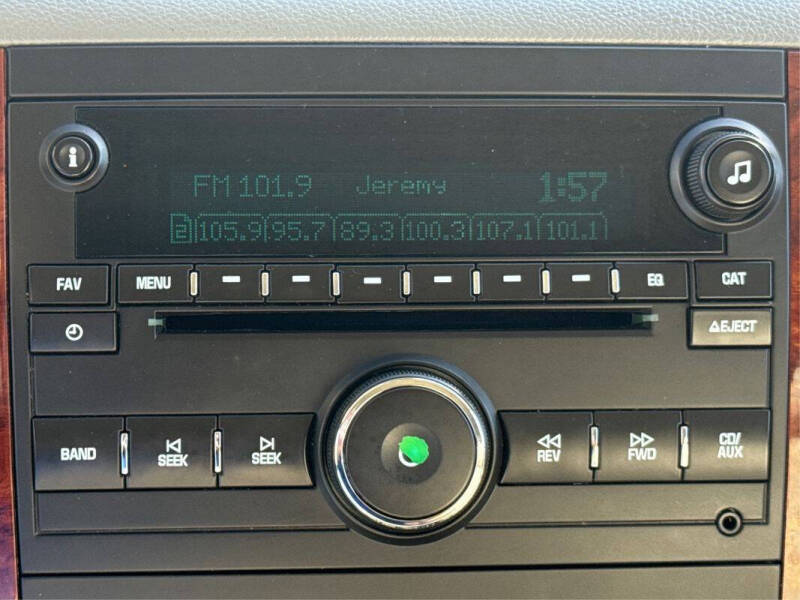 FM 101.9 Jeremy 1:57
2 105.9 95.7 89.3 100.3 107.1 101.1
FAV MENU EQ CAT
EJECT
BAND SEEK SEEK REV FWD CD/
AUX